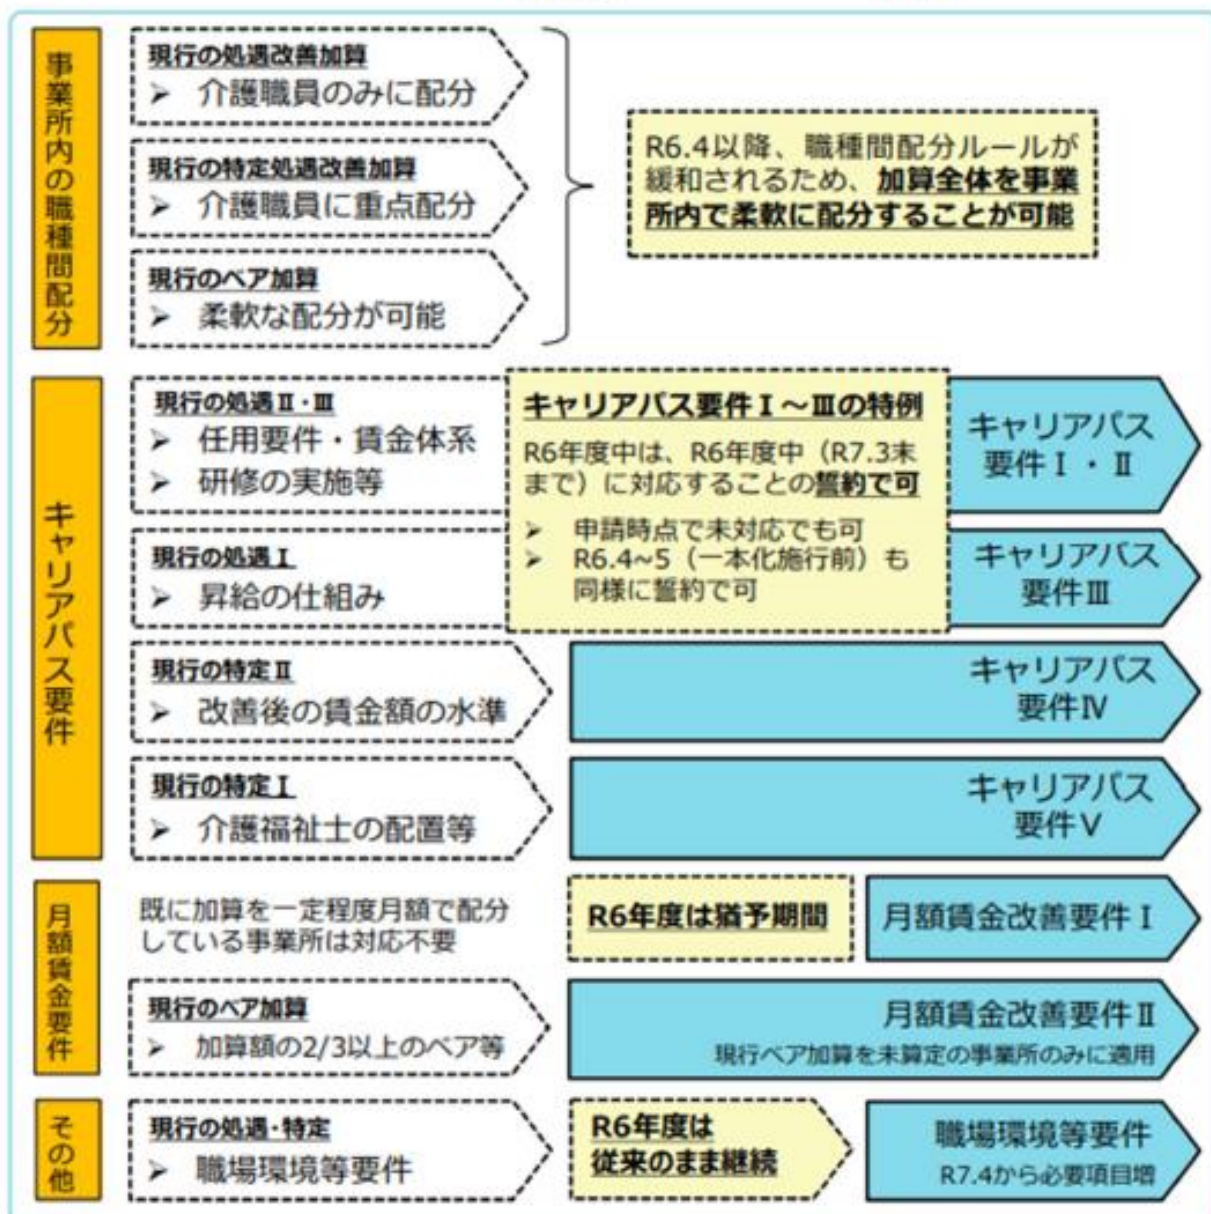 事業所内の職種間配分
現行の処遇改善加算
➢ 介護職員のみに配分
現行の特定処遇改善加算
➢ 介護職員に重点配分
現行のベア加算
➢ 柔軟な配分が可能
R6.4以降、職種間配分ルールが
緩和されるため、加算全体を事業
所内で柔軟に配分することが可能
キャリアパス要件
現行の処遇Ⅱ・Ⅲ
➢ 任用要件・賃金体系
➢ 研修の実施等
キャリアパス要件Ⅰ～Ⅲの特例
R6年度中は、R6年度中（R7.3末
まで）に対応することの誓約で可
➢ 申請時点で未対応でも可
➢ R6.4~5（一本化施行前）も
同様に誓約で可
キャリアパス
要件Ⅰ・Ⅱ
現行の処遇Ⅰ
➢ 昇給の仕組み
キャリアパス
要件Ⅲ
現行の特定Ⅱ
➢ 改善後の賃金額の水準
キャリアパス
要件Ⅳ
現行の特定Ⅰ
➢ 介護福祉士の配置等
キャリアパス
要件Ⅴ
月額賃金要件
既に加算を一定程度月額で配分
している事業所は対応不要
R6年度は猶予期間
月額賃金改善要件Ⅰ
現行のベア加算
➢ 加算額の2/3以上のベア等
月額賃金改善要件Ⅱ
現行ベア加算を未算定の事業所のみに適用
その他
現行の処遇・特定
➢ 職場環境等要件
R6年度は
従来のまま継続
職場環境等要件
R7.4から必要項目増